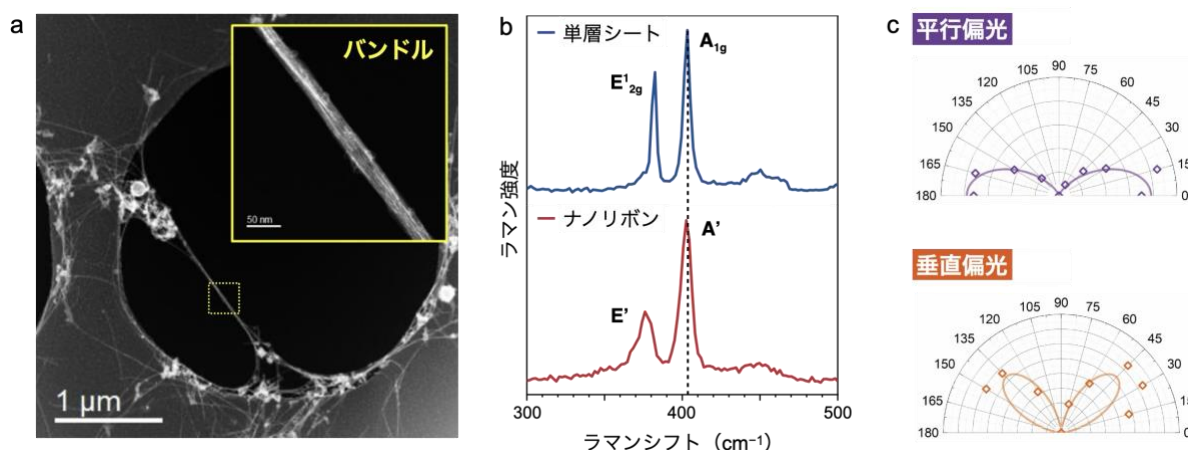 a
バンドル
50 nm
1 μm
b
単層シート
A1g
E¹2g
ナノリボン
A'
E'
ラマン強度
300 400 500
ラマンシフト（cm⁻¹）
c
平行偏光
90
105 75
120 60
135 45
150 30
165 15
180 0
垂直偏光
90
105 75
120 60
135 45
150 30
165 15
180 0